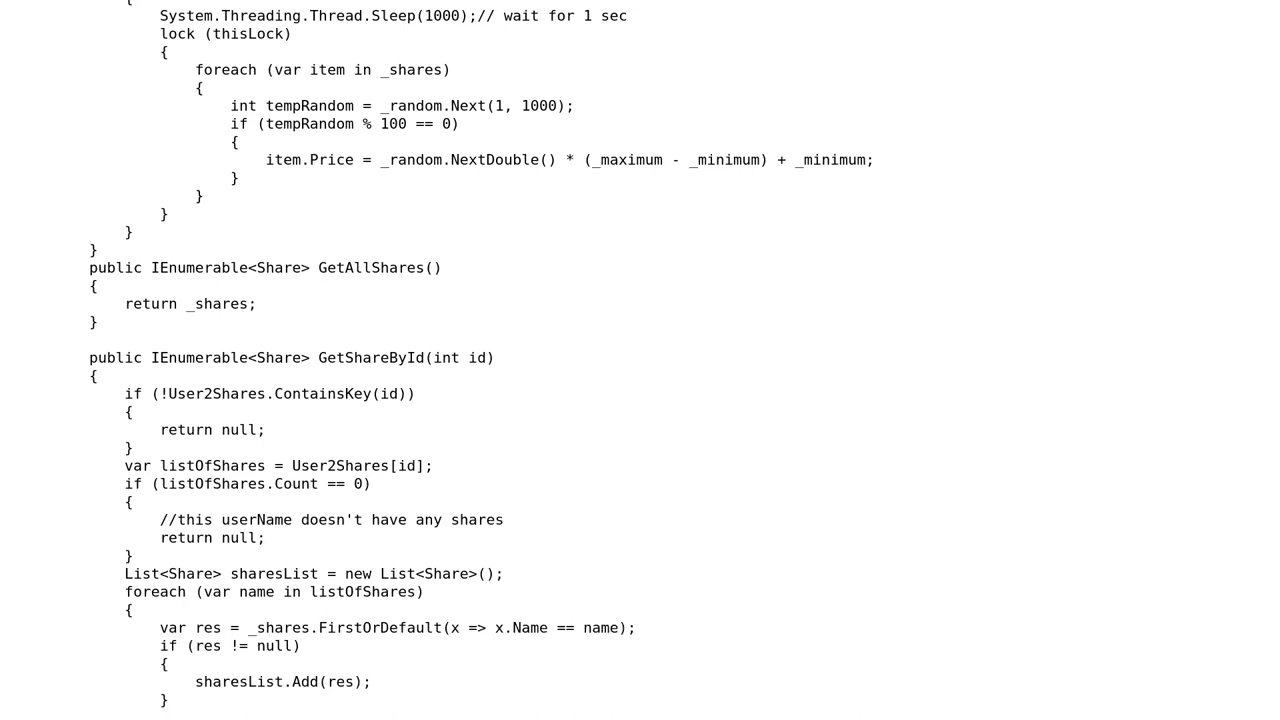 {
System.Threading.Thread.Sleep(1000);// wait for 1 sec
lock (thisLock)
{
foreach (var item in _shares)
{
int tempRandom = _random.Next(1, 1000);
if (tempRandom % 100 == 0)
{
item.Price = _random.NextDouble() * (_maximum - _minimum) + _minimum;
}
}
}
}
}
public IEnumerable<Share> GetAllShares()
{
return _shares;
}
public IEnumerable<Share> GetShareById(int id)
{
if (!User2Shares.ContainsKey(id))
{
return null;
}
var listOfShares = User2Shares[id];
if (listOfShares.Count == 0)
{
//this userName doesn't have any shares
return null;
}
List<Share> sharesList = new List<Share>();
foreach (var name in listOfShares)
{
var res = _shares.FirstOrDefault(x => x.Name == name);
if (res != null)
{
sharesList.Add(res);
}